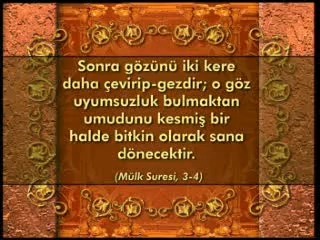 Sonra gözünü iki kere
daha çevirip-gezdir; o göz
uyumsuzluk bulmaktan
umudunu kesmiş bir
halde bitkin olarak sana
dönecektir.
(Mülk Suresi, 3-4)